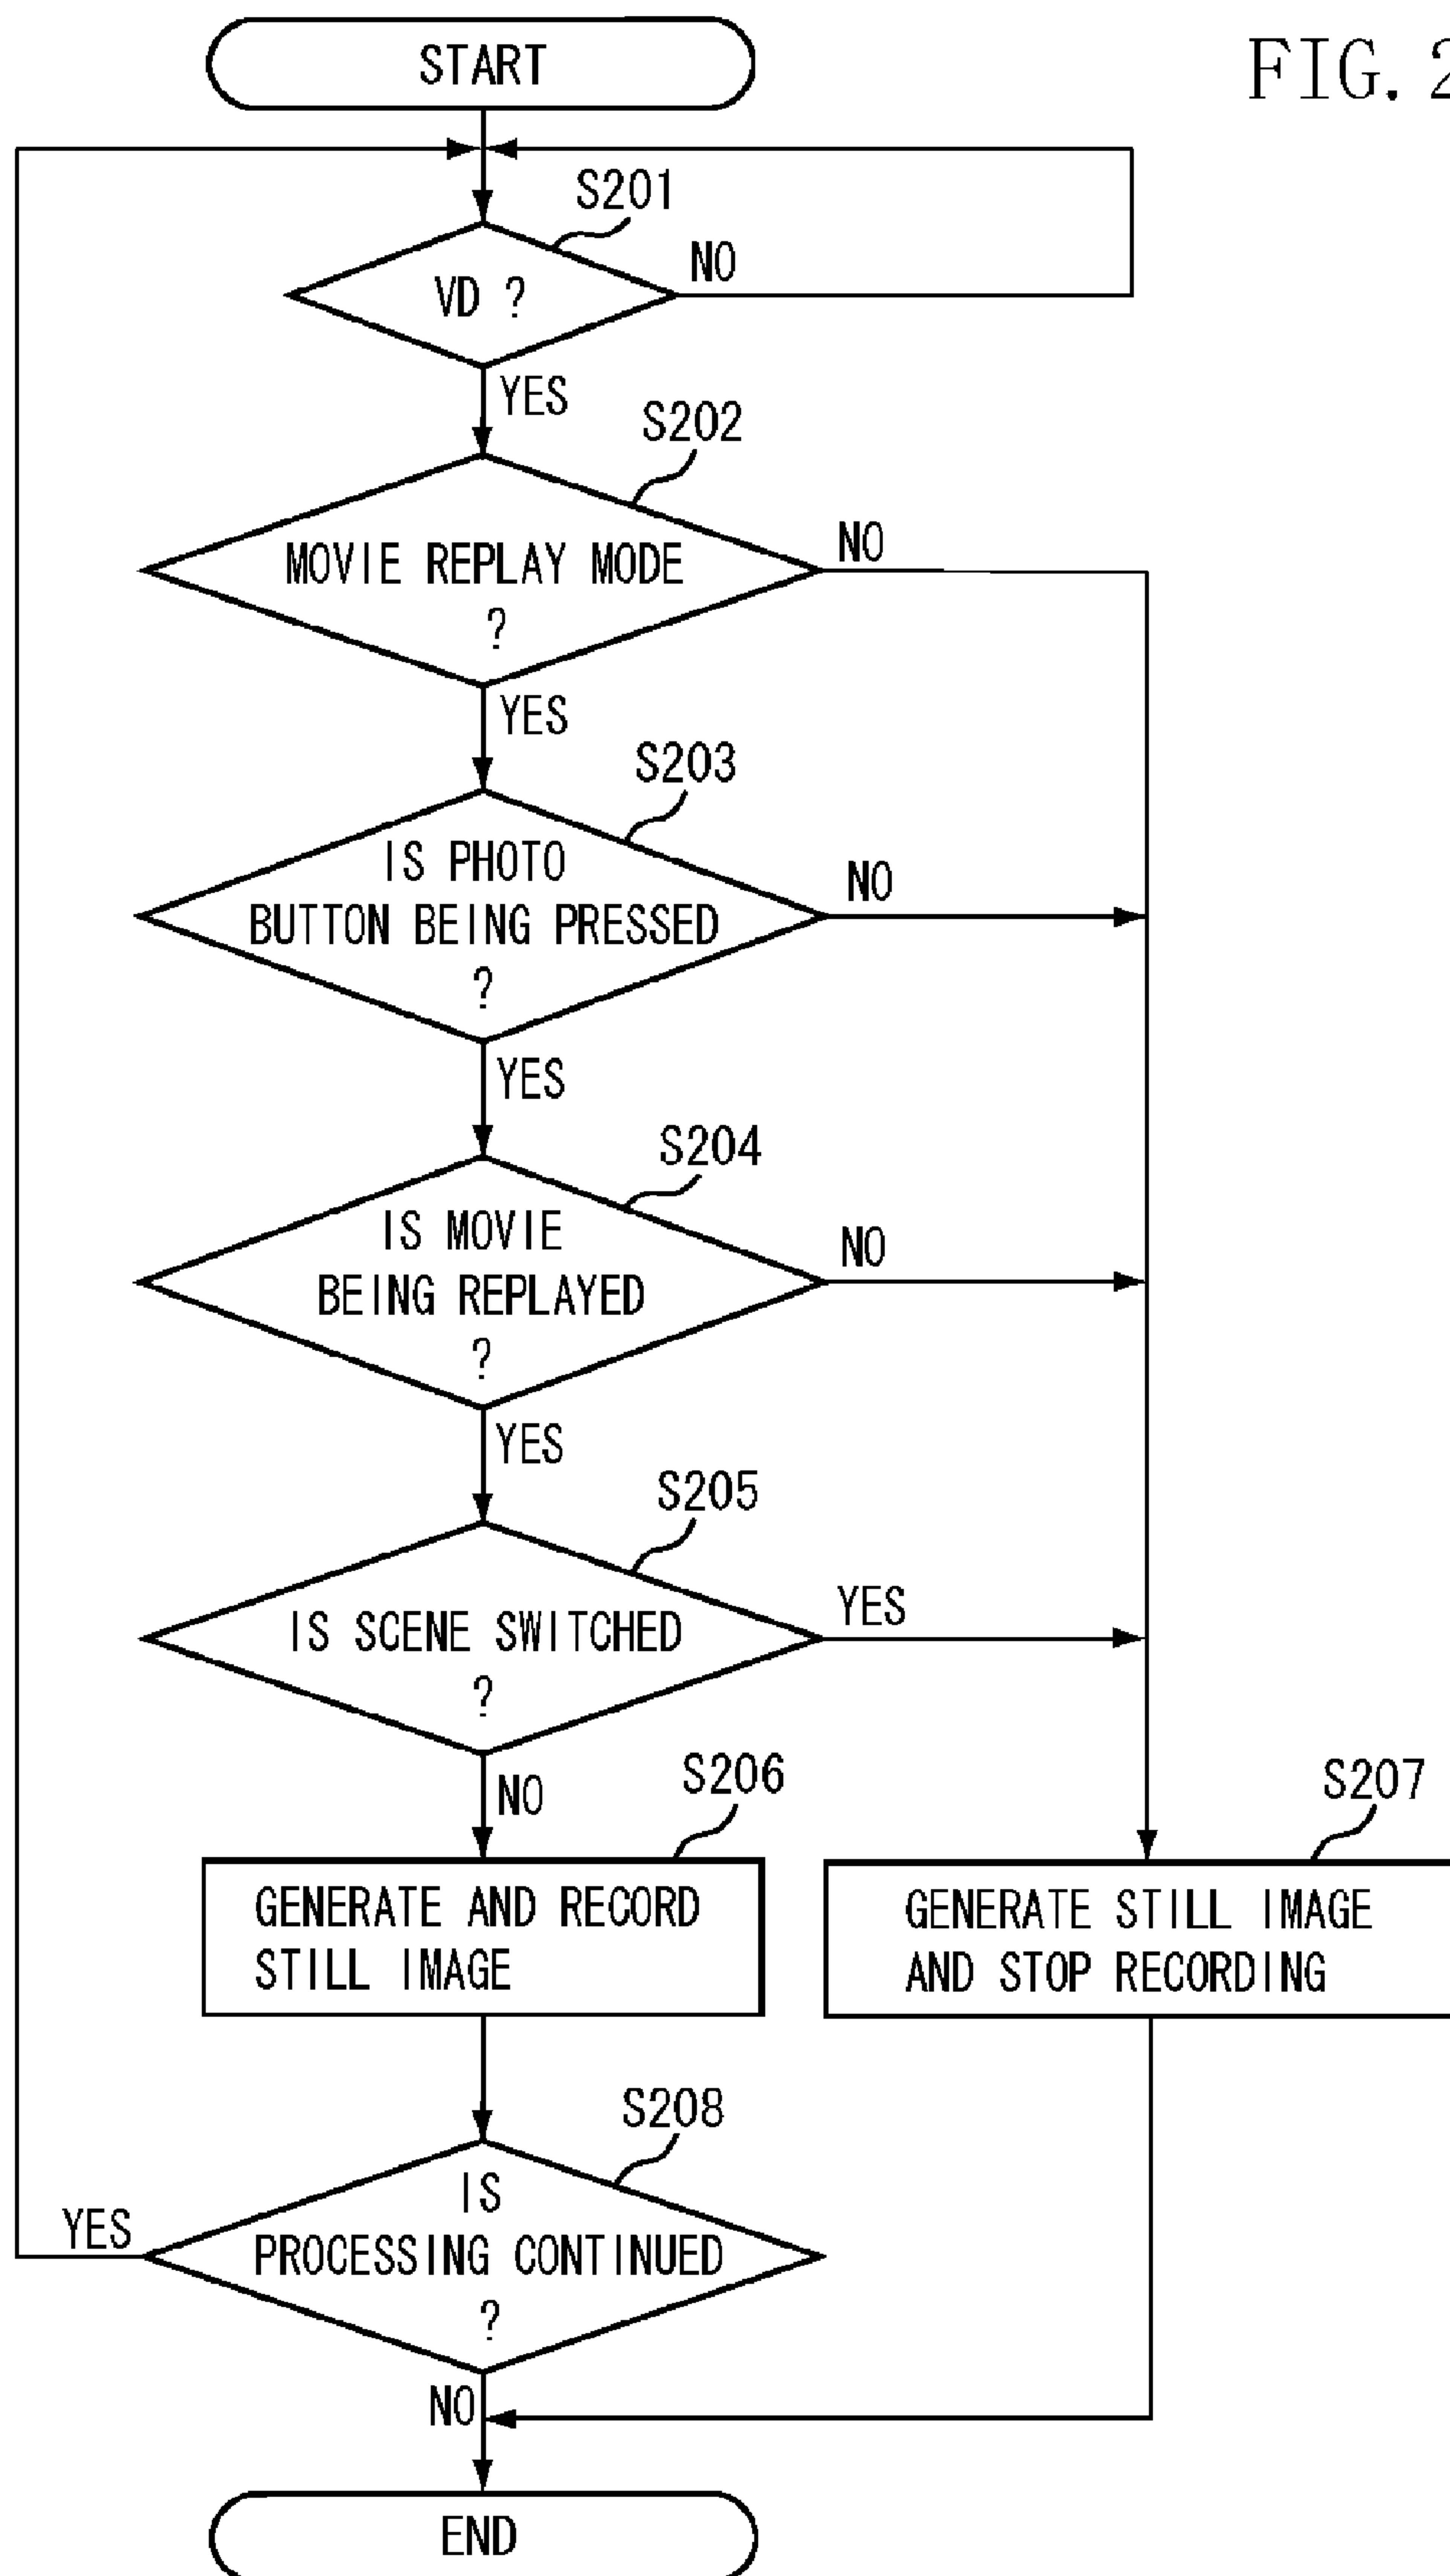 START
FIG. 2
S201
VD ?
NO
YES
S202
MOVIE REPLAY MODE
?
NO
YES
S203
IS PHOTO
BUTTON BEING PRESSED
?
NO
YES
S204
IS MOVIE
BEING REPLAYED
?
NO
YES
S205
IS SCENE SWITCHED
?
YES
NO
S206
GENERATE AND RECORD
STILL IMAGE
S207
GENERATE STILL IMAGE
AND STOP RECORDING
S208
IS
PROCESSING CONTINUED
?
YES
NO
END